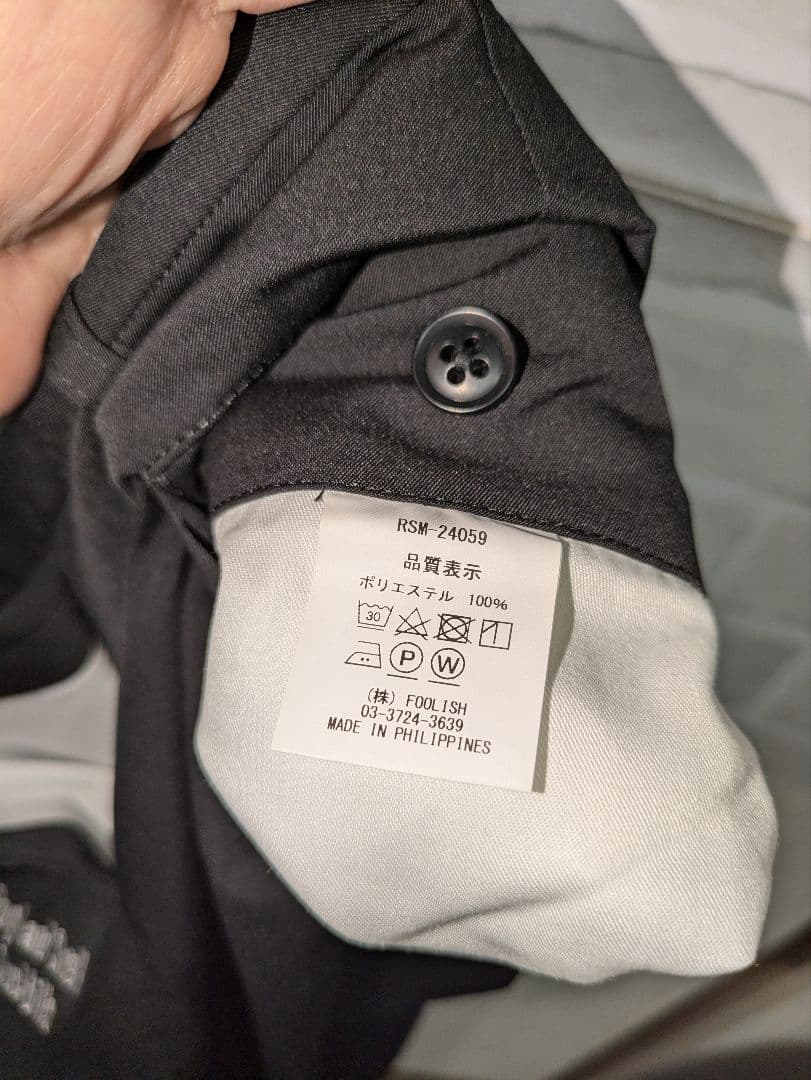 RSM-24059
品質表示
ポリエステル 100%
30
P W
(株) FOOLISH
03-3724-3639
MADE IN PHILIPPINES